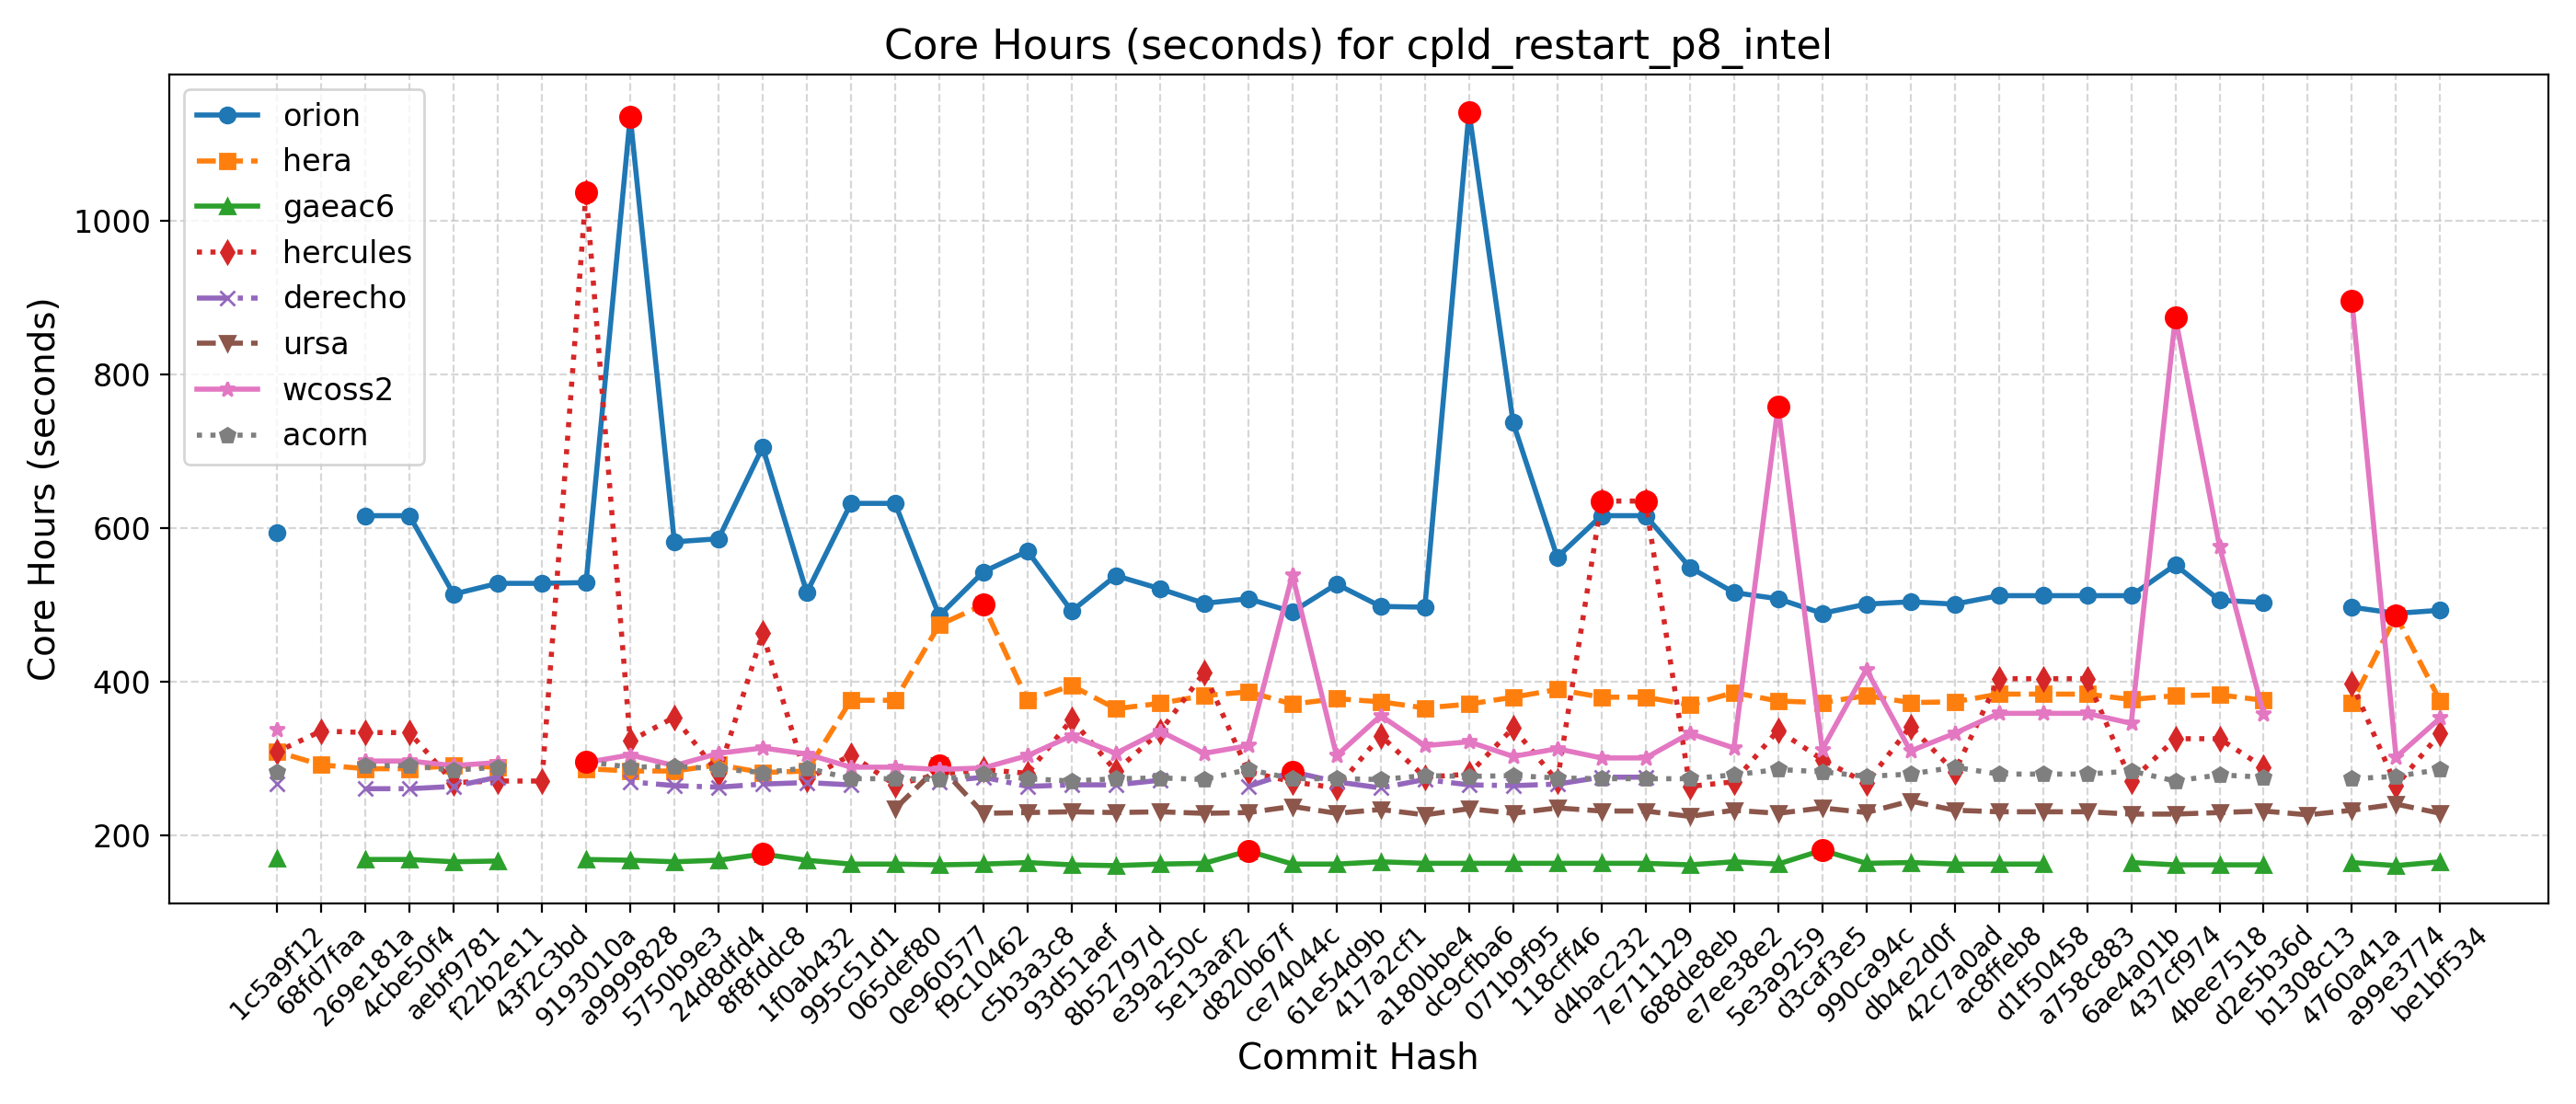 Core Hours (seconds) for cpld_restart_p8_intel
Core Hours (seconds)
1000
800
600
400
200
orion
hera
gaeac6
hercules
derecho
ursa
wcoss2
acorn
1c5a9f12
68fd7faa
269e181a
4cbe50f4
aebf9781
f22b2e11
43f2c3bd
9193010a
a9999828
5750b9e3
24d8dfd4
8f8fddc8
1f0ab432
995c51d1
065def80
0e960577
f9c10462
c5b3a3c8
93d51aef
8b52797d
e39a250c
5e13aaf2
d820b67f
ce74044c
61e54d9b
417a2cf1
a180bbe4
dc9cfba6
071b9f95
118cff46
d4bac232
7e711129
688de8eb
e7ee38e2
5e3a9259
d3caf3e5
990ca94c
db4e2d0f
42c7a0ad
ac8ffeb8
d1f50458
a758c883
6ae4a01b
437cf974
4bee7518
d2e5b36d
b1308c13
4760a41a
a99e3774
be1bf534
Commit Hash